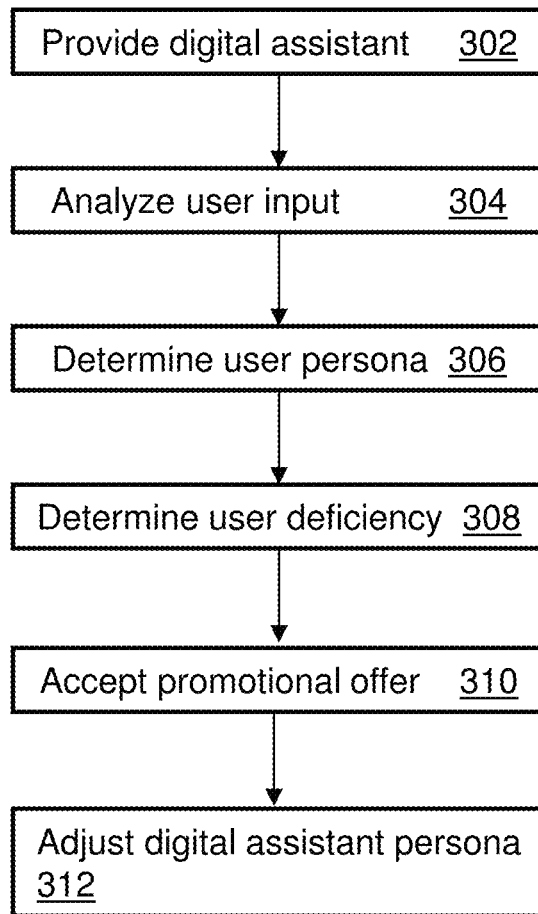 Provide digital assistant 302
Analyze user input 304
Determine user persona 306
Determine user deficiency 308
Accept promotional offer 310
Adjust digital assistant persona
312